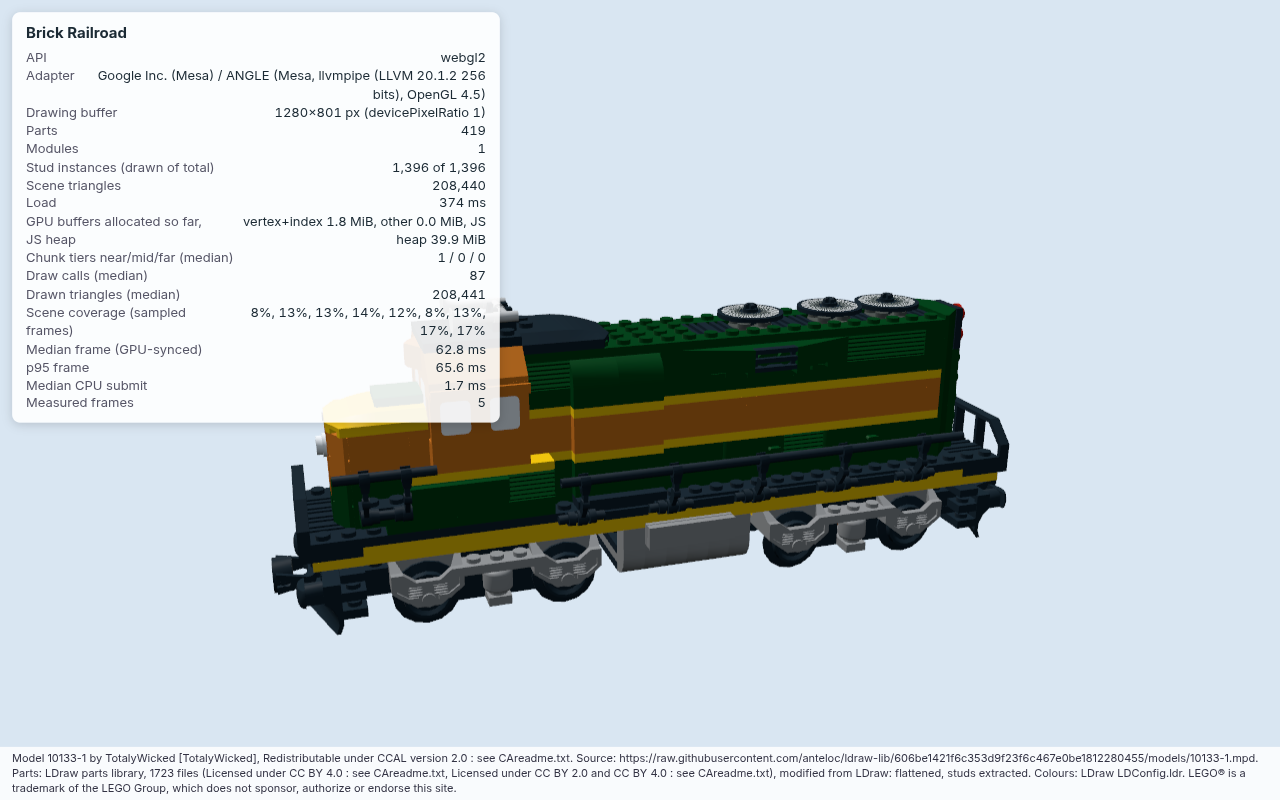 Brick Railroad
API webgl2
Adapter Google Inc. (Mesa) / ANGLE (Mesa, llvmpipe (LLVM 20.1.2 256
bits), OpenGL 4.5)
Drawing buffer 1280×801 px (devicePixelRatio 1)
Parts 419
Modules 1
Stud instances (drawn of total) 1,396 of 1,396
Scene triangles 208,440
Load 374 ms
GPU buffers allocated so far, vertex+index 1.8 MiB, other 0.0 MiB, JS
JS heap heap 39.9 MiB
Chunk tiers near/mid/far (median) 1 / 0 / 0
Draw calls (median) 87
Drawn triangles (median) 208,441
Scene coverage (sampled 8%, 13%, 13%, 14%, 12%, 8%, 13%,
frames) 17%, 17%
Median frame (GPU-synced) 62.8 ms
p95 frame 65.6 ms
Median CPU submit 1.7 ms
Measured frames 5
Model 10133-1 by TotalyWicked [TotalyWicked], Redistributable under CCAL version 2.0 : see CAreadme.txt. Source: https://raw.githubusercontent.com/anteloc/ldraw-lib/606be1421f6c353d9f23f6c467e0be1812280455/models/10133-1.mpd.
Parts: LDraw parts library, 1723 files (Licensed under CC BY 4.0 : see CAreadme.txt, Licensed under CC BY 2.0 and CC BY 4.0 : see CAreadme.txt), modified from LDraw: flattened, studs extracted. Colours: LDraw LDConfig.ldr. LEGO® is a
trademark of the LEGO Group, which does not sponsor, authorize or endorse this site.